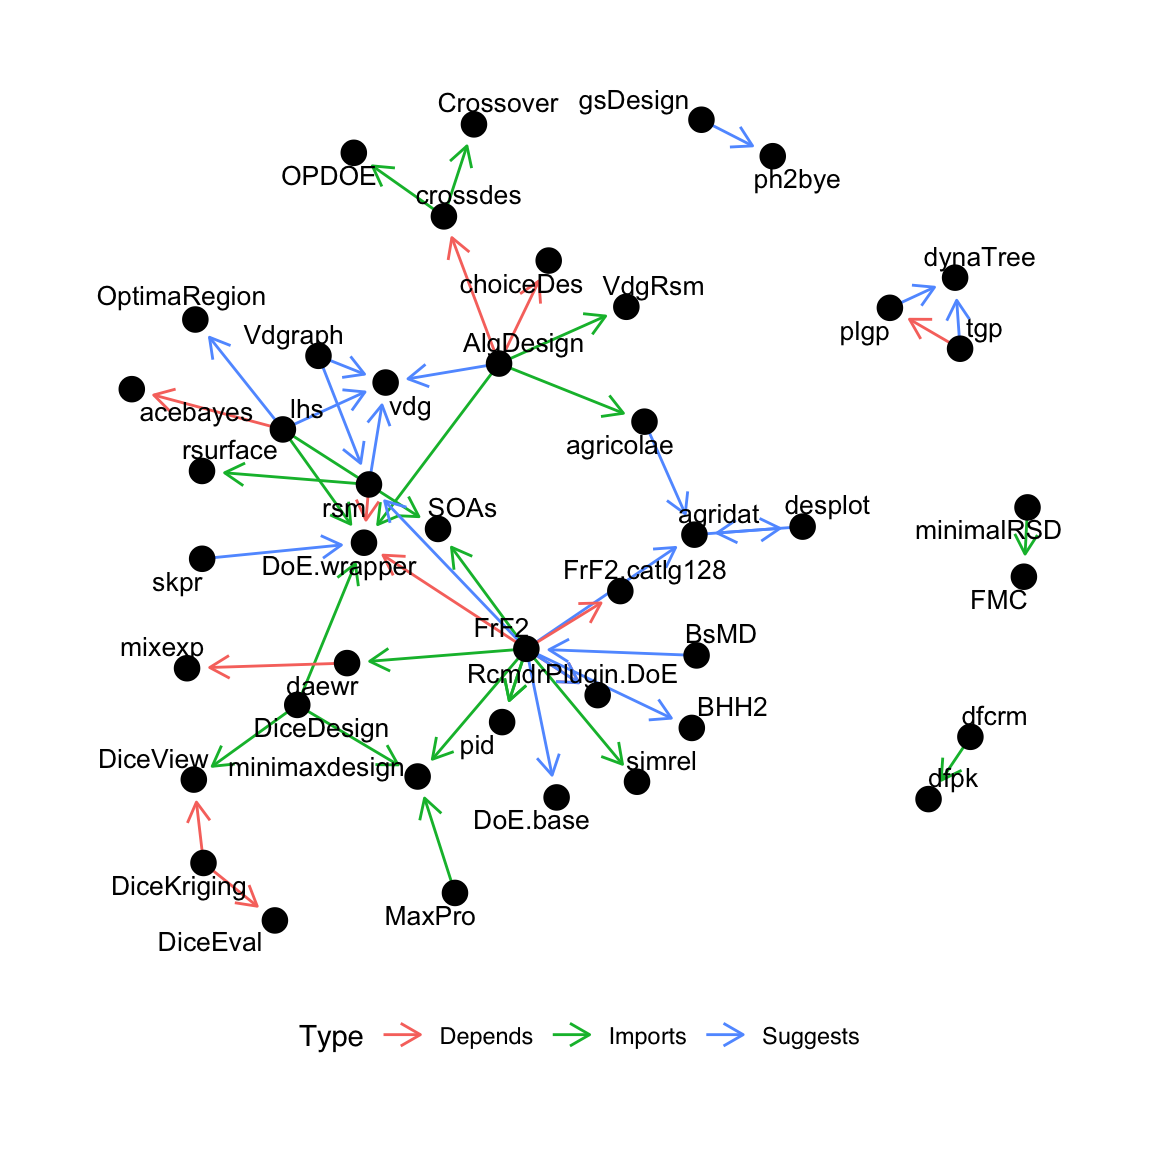 Crossover
gsDesign
OPDOE
ph2bye
crossdes
dynaTree
choiceDes
VdgRsm
OptimaRegion
plgp
tgp
Vdgraph
AlgDesign
acebayes
lhs
vdg
rsurface
agricolae
rsm
SOAs
agridat
desplot
minimalRSD
DoE.wrapper
FrF2.catlg128
skpr
FMC
FrF2
BsMD
mixexp
RcmdrPlugin.DoE
daewr
BHH2
dfcrm
DiceDesign
pid
DiceView
minimaxdesign
simrel
dfpk
DoE.base
DiceKriging
MaxPro
DiceEval
Type Depends Imports Suggests